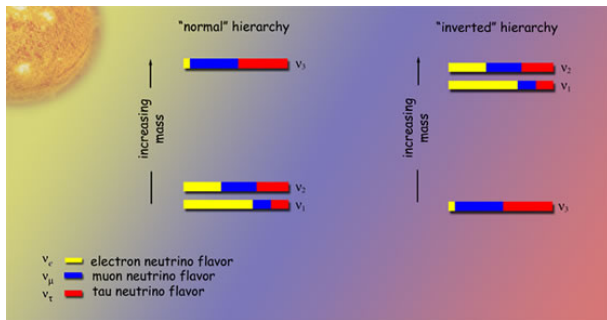 "normal" hierarchy
"inverted" hierarchy
increasing mass
ν₃
ν₂
ν₁
increasing mass
ν₂
ν₁
ν₃
νe electron neutrino flavor
νμ muon neutrino flavor
ντ tau neutrino flavor